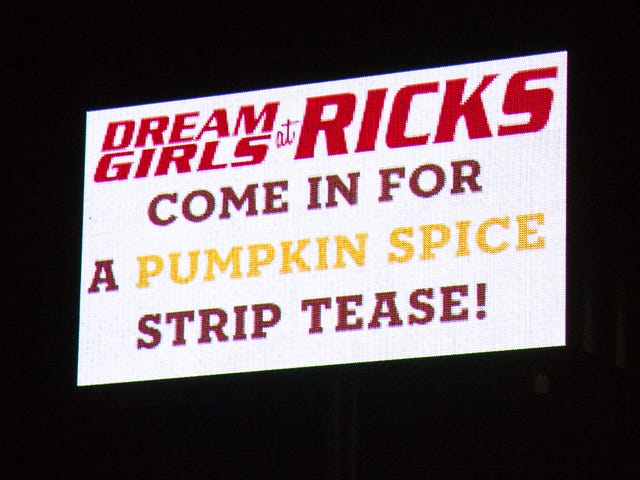 DREAM GIRLS at RICKS
COME IN FOR
A PUMPKIN SPICE
STRIP TEASE!